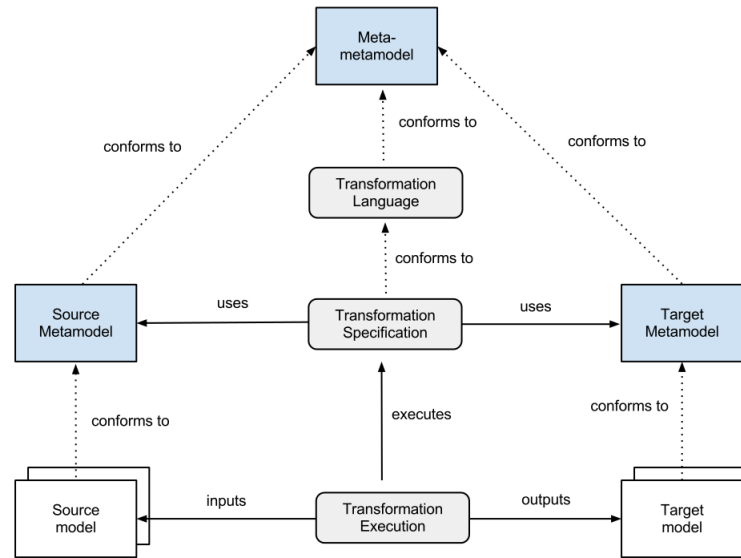 Meta-
metamodel
conforms to
conforms to
conforms to
Transformation
Language
conforms to
Source
Metamodel
uses
Transformation
Specification
uses
Target
Metamodel
conforms to
executes
conforms to
Source
model
inputs
Transformation
Execution
outputs
Target
model